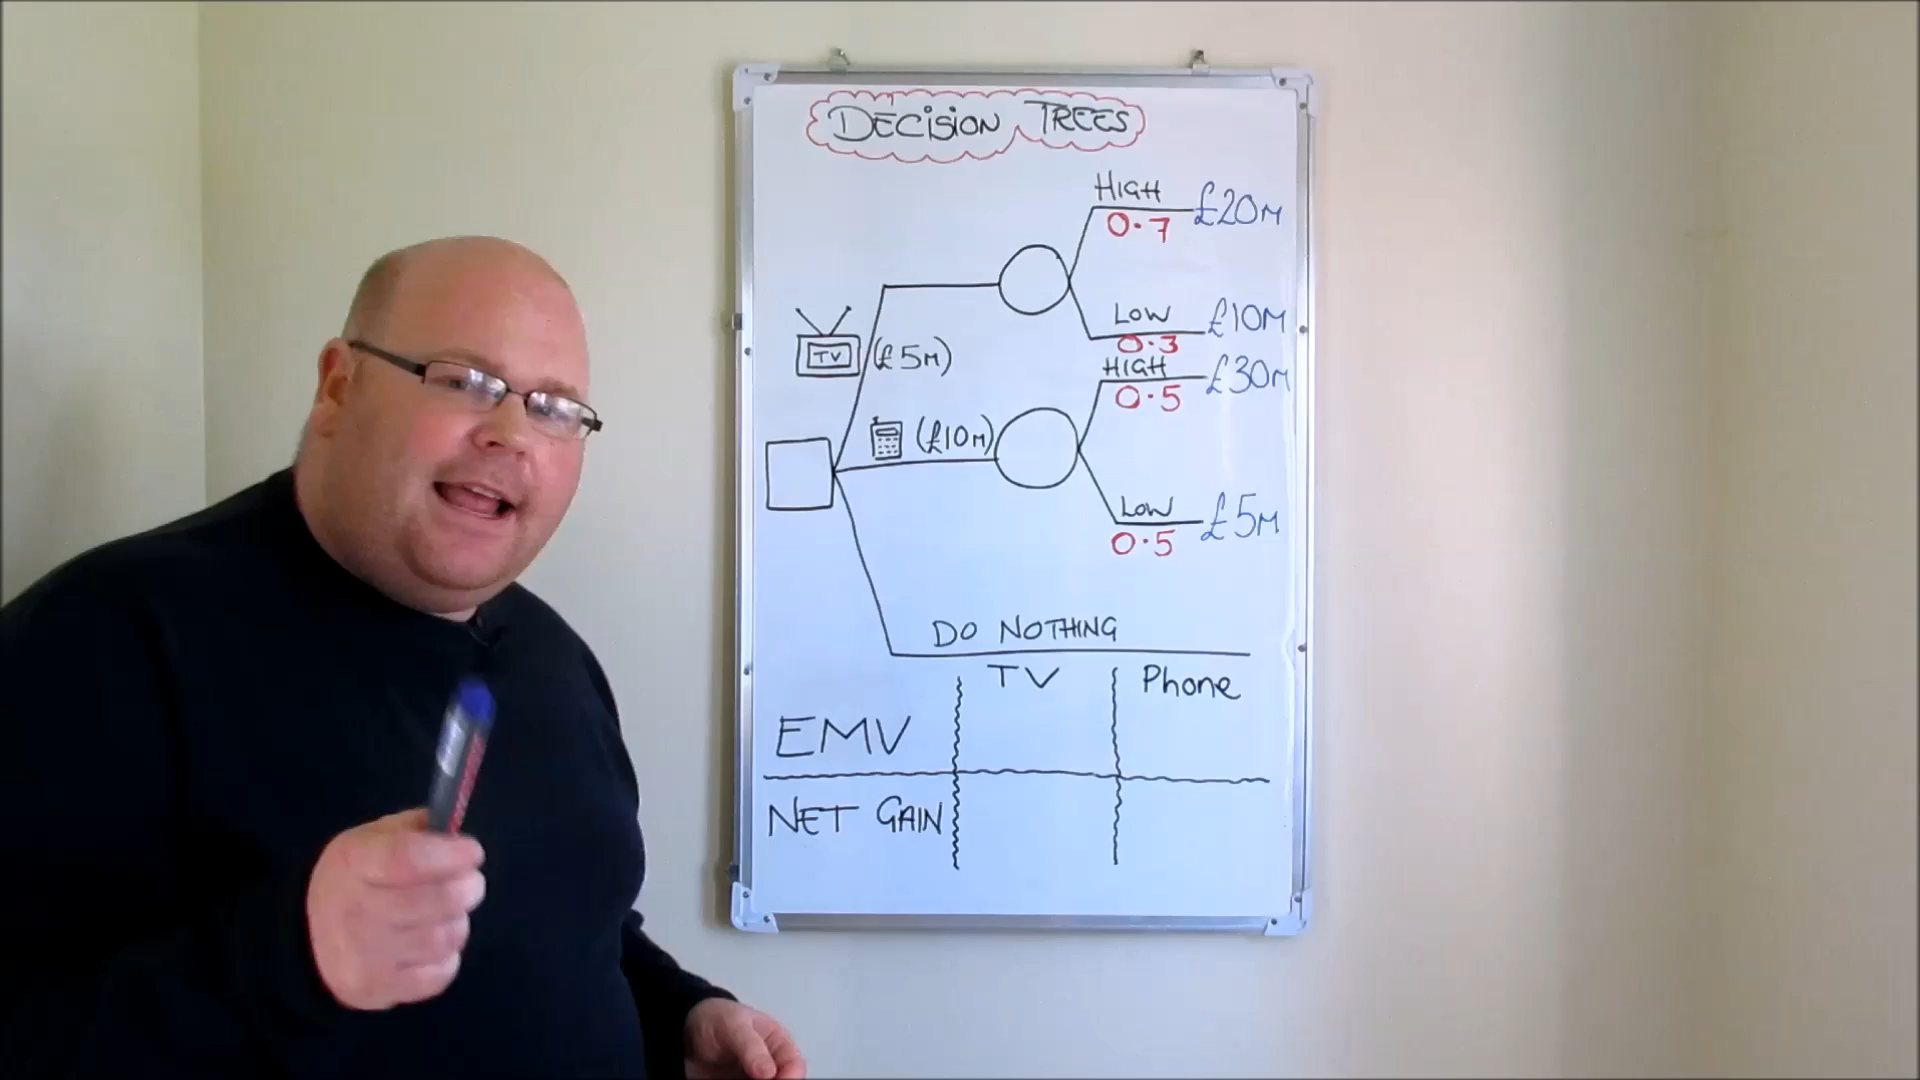 DECISION TREES
HIGH
0.7 £20M
LOW £10M
0.3
TV (£5M)
HIGH £30M
0.5
(£10M)
LOW £5M
0.5
DO NOTHING
TV Phone
EMV
NET GAIN